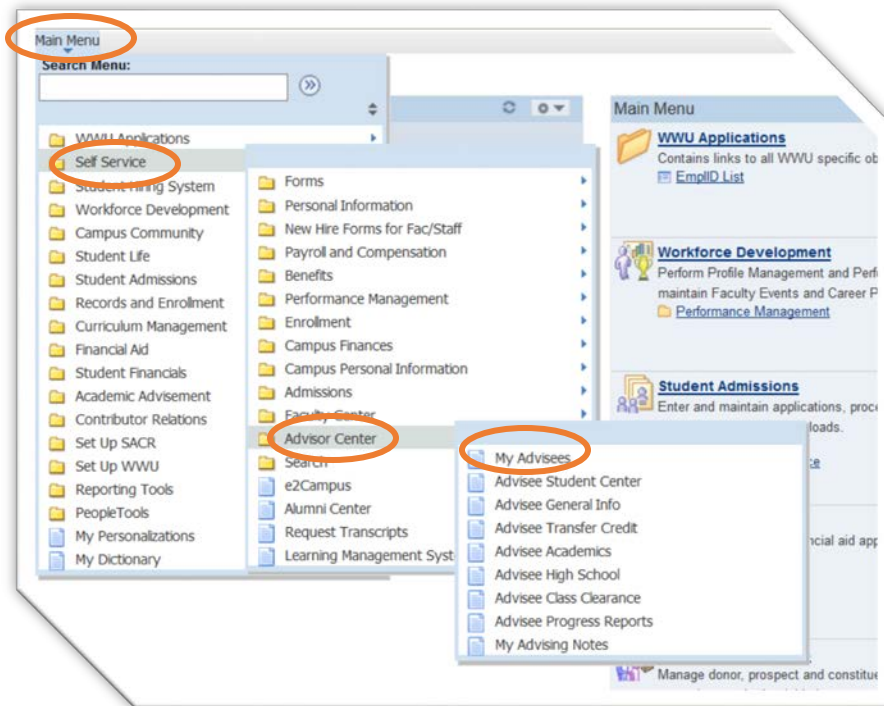 Main Menu
Search Menu:
WWU Applications
Self Service
Student Hiring System
Workforce Development
Campus Community
Student Life
Student Admissions
Records and Enrollment
Curriculum Management
Financial Aid
Student Financials
Academic Advisement
Contributor Relations
Set Up SACR
Set Up WWU
Reporting Tools
PeopleTools
My Personalizations
My Dictionary
Forms
Personal Information
New Hire Forms for Fac/Staff
Payroll and Compensation
Benefits
Performance Management
Enrollment
Campus Finances
Campus Personal Information
Admissions
Faculty Center
Advisor Center
Search
e2Campus
Alumni Center
Request Transcripts
Learning Management Syst
My Advisees
Advisee Student Center
Advisee General Info
Advisee Transfer Credit
Advisee Academics
Advisee High School
Advisee Class Clearance
Advisee Progress Reports
My Advising Notes
Main Menu
WWU Applications
Contains links to all WWU specific ob
EmplID List
Workforce Development
Perform Profile Management and Perf
maintain Faculty Events and Career P
Performance Management
Student Admissions
Enter and maintain applications, proce
loads.
ce
ncial aid app
Manage donor, prospect and constitue